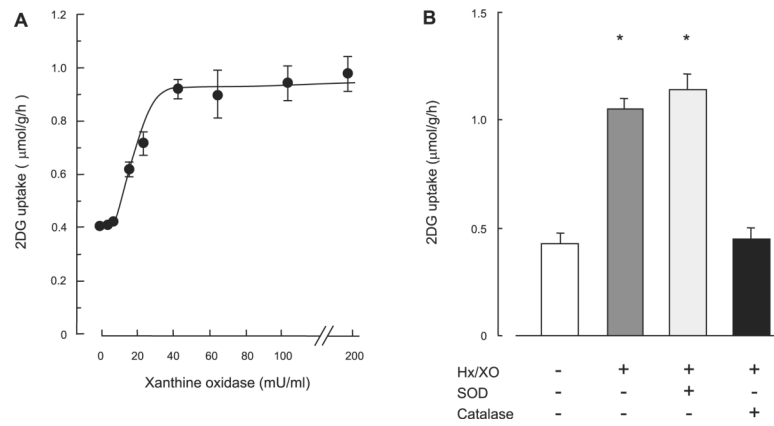 A
1.2
1.0
0.8
0.6
0.4
0.2
0
2DG uptake ( μmol/g/h)
0 20 40 60 80 100 200
Xanthine oxidase (mU/ml)
B
1.5
1.0
0.5
0
2DG uptake (μmol/g/h)
* *
Hx/XO - + + +
SOD - - + -
Catalase - - - +